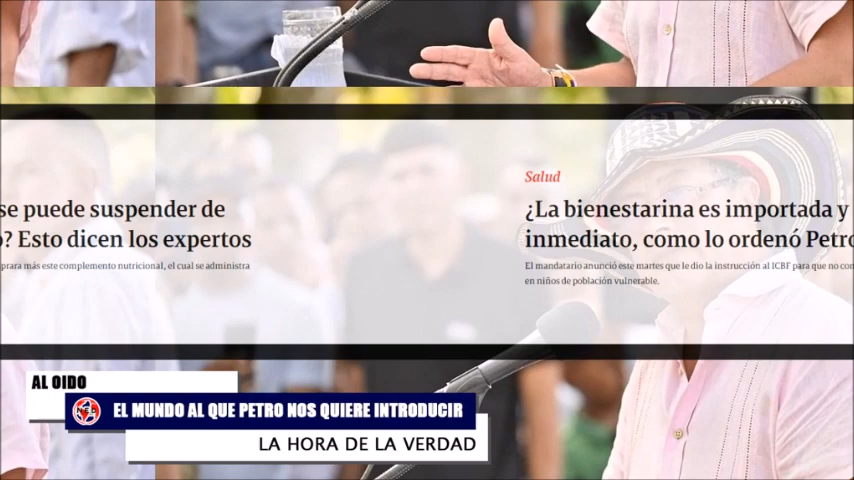 se puede suspender de
o? Esto dicen los expertos
prara más este complemento nutricional, el cual se administra
Salud
¿La bienestarina es importada y
inmediato, como lo ordenó Petro
El mandatario anunció este martes que le dio la instrucción al ICBF para que no com
en niños de población vulnerable.
AL OIDO
EL MUNDO AL QUE PETRO NOS QUIERE INTRODUCIR
LA HORA DE LA VERDAD